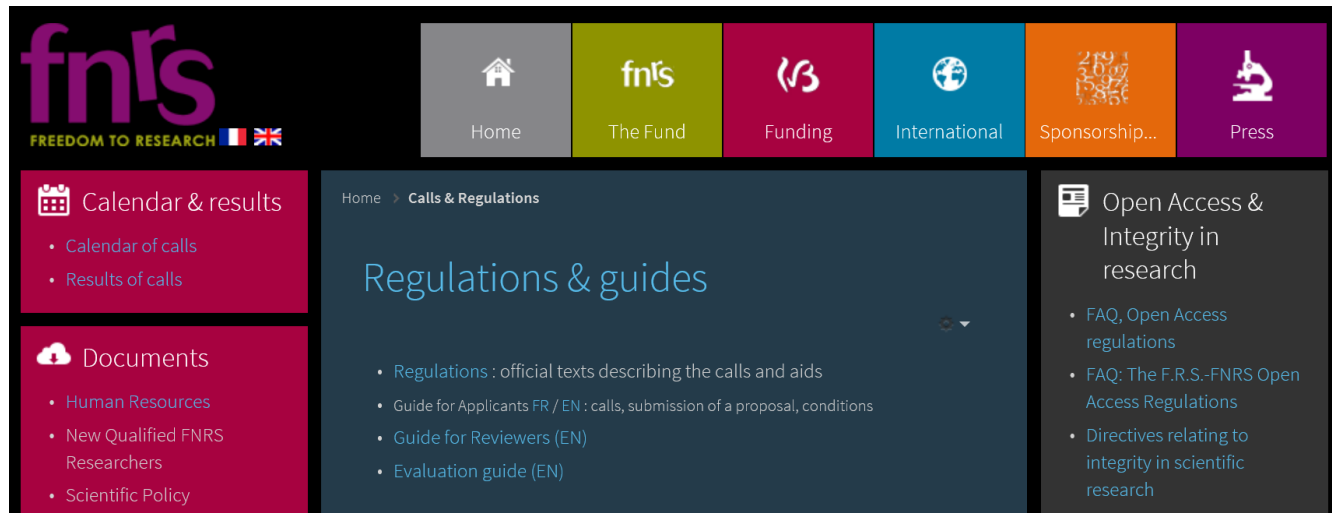 fnrs
FREEDOM TO RESEARCH
Home
fnrs
The Fund
Funding
International
Sponsorship...
Press
Calendar & results
• Calendar of calls
• Results of calls
Documents
• Human Resources
• New Qualified FNRS
Researchers
• Scientific Policy
Home > Calls & Regulations
Regulations & guides
• Regulations : official texts describing the calls and aids
• Guide for Applicants FR / EN : calls, submission of a proposal, conditions
• Guide for Reviewers (EN)
• Evaluation guide (EN)
Open Access &
Integrity in
research
• FAQ, Open Access
regulations
• FAQ: The F.R.S.-FNRS Open
Access Regulations
• Directives relating to
integrity in scientific
research